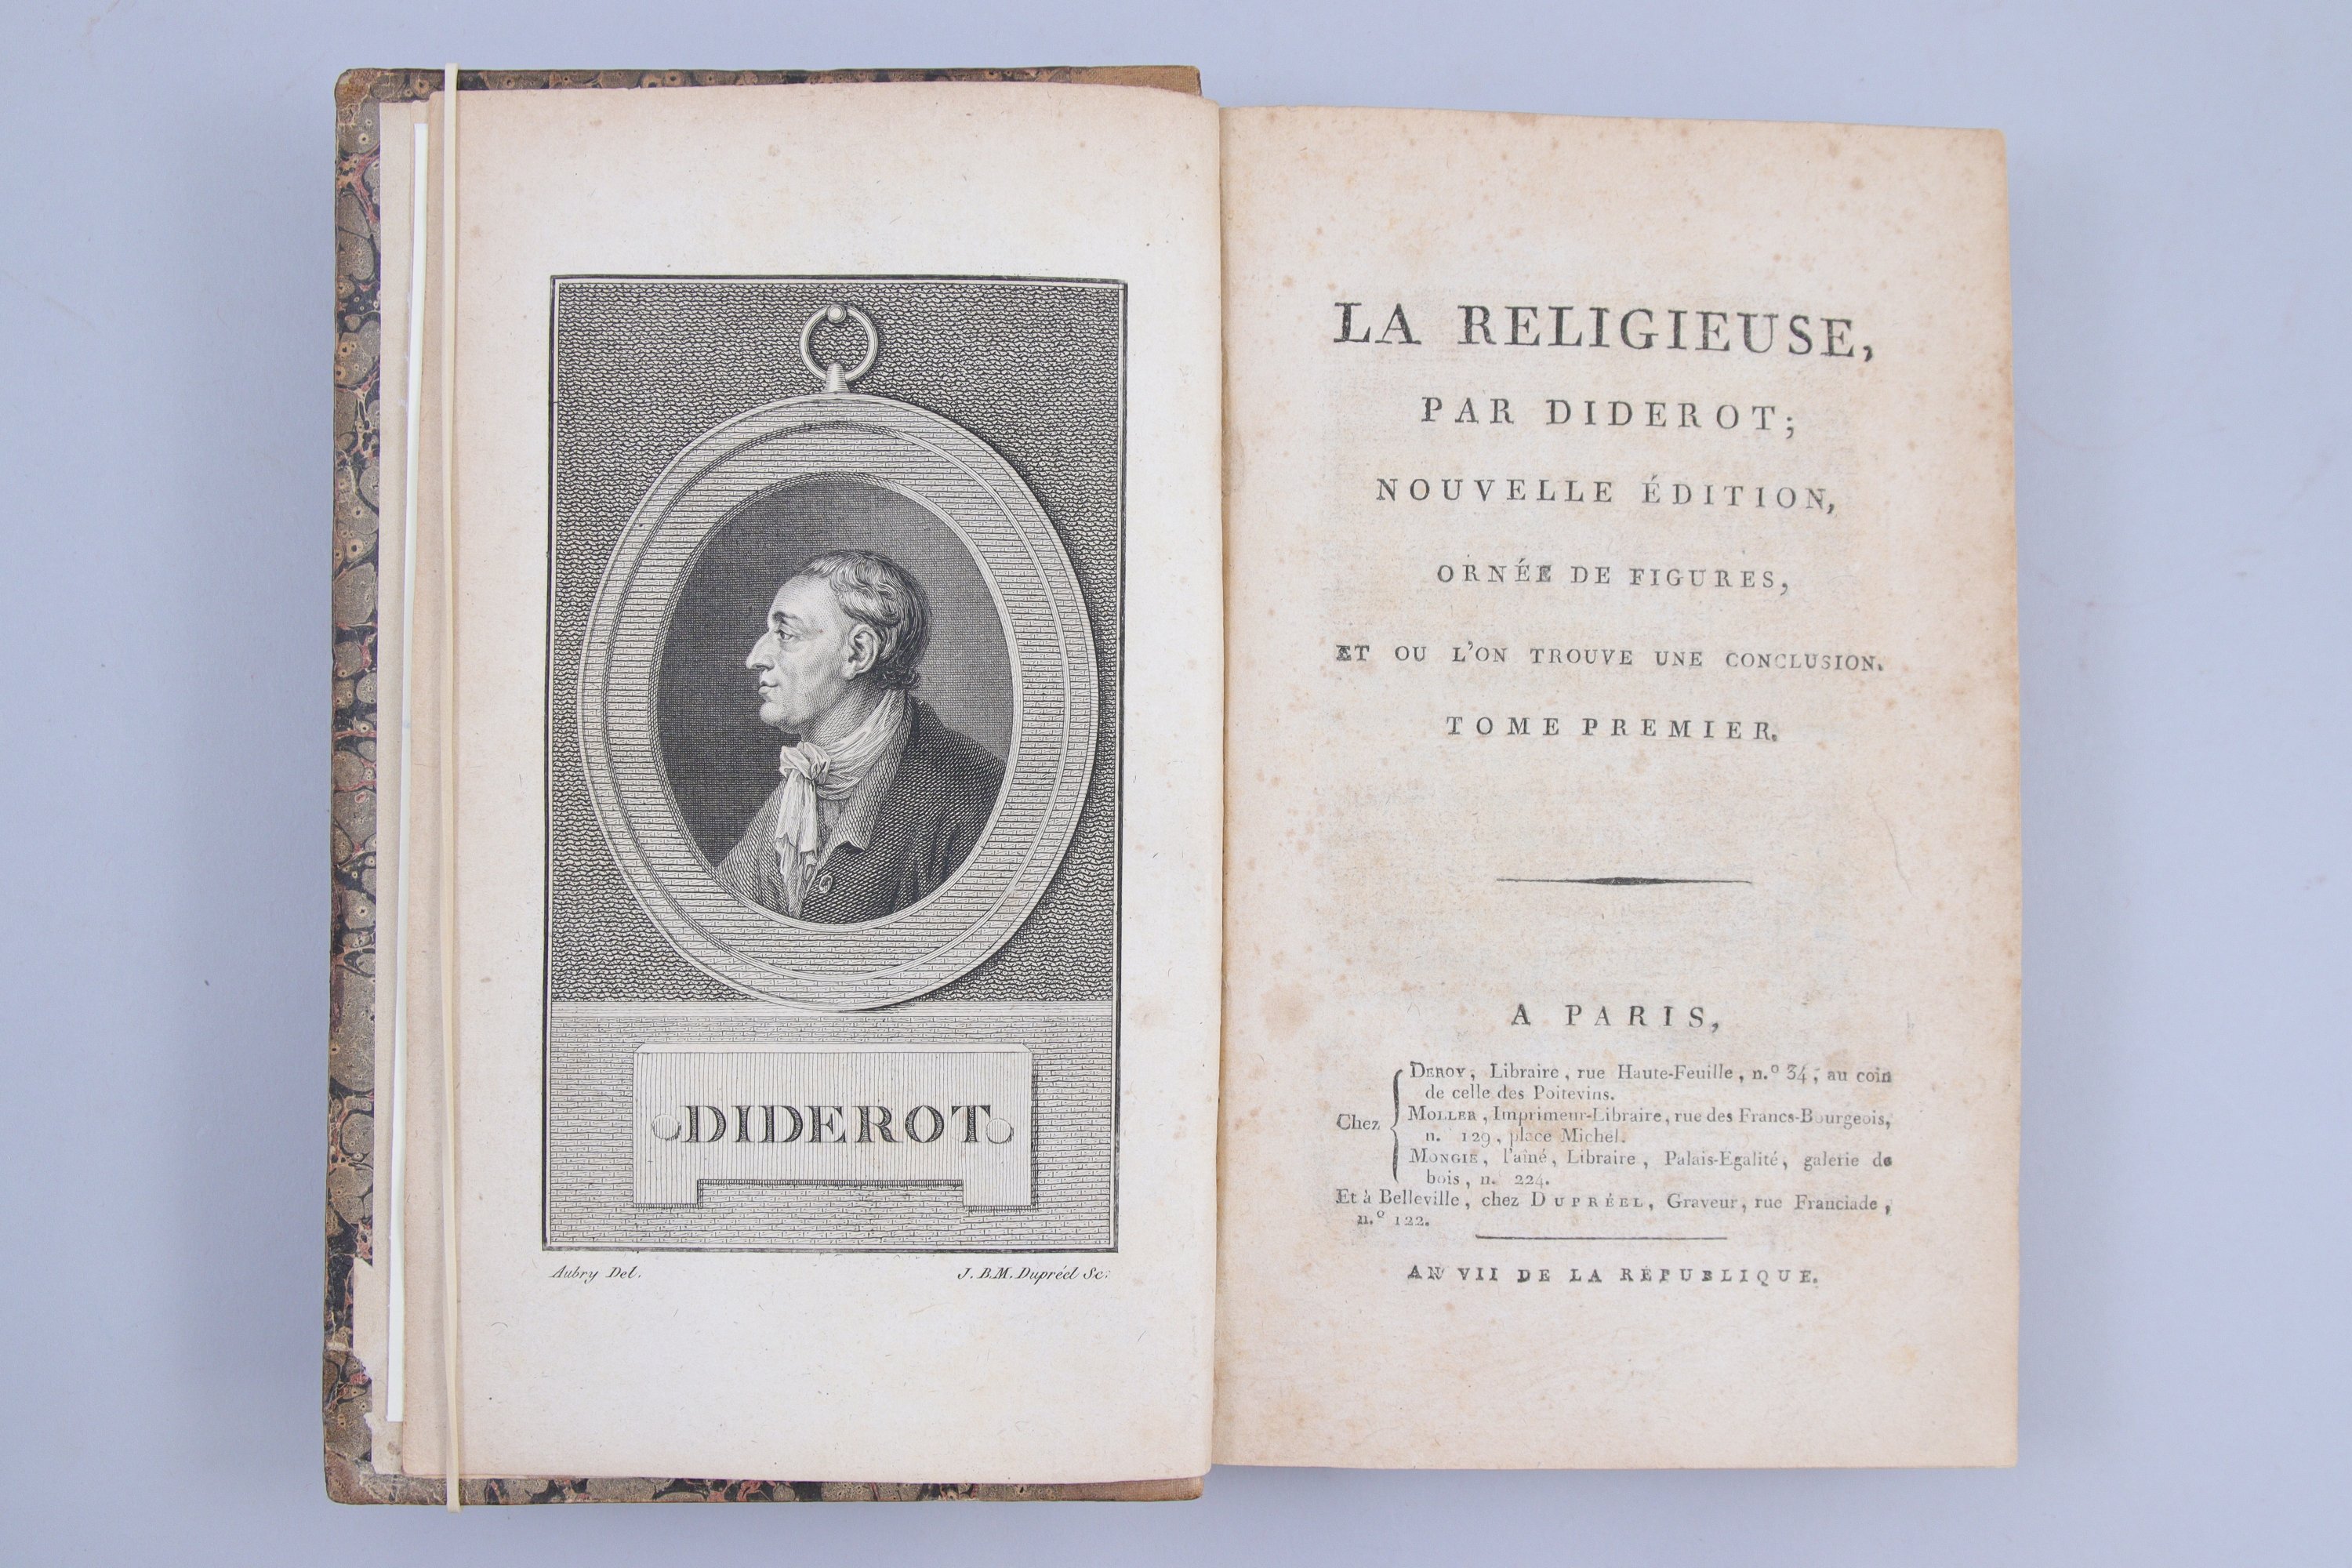 DIDEROT
Aubry Del.
J. B. M. Dupréel Sc:
LA RELIGIEUSE,
PAR DIDEROT;
NOUVELLE ÉDITION,
ORNÉE DE FIGURES,
ET OU L'ON TROUVE UNE CONCLUSION.
TOME PREMIER.
A PARIS,
Chez
DEROY, Libraire, rue Haute-Feuille, n.º 34, au coin
de celle des Poitevins.
MOLLER, Imprimeur-Libraire, rue des Francs-Bourgeois,
n. 129, place Michel.
MONGIE, l'aîné, Libraire, Palais-Égalité, galerie de
bois, n. 224.
Et à Belleville, chez DUPRÉEL, Graveur, rue Franciade,
n.º 122.
AN VII DE LA RÉPUBLIQUE.